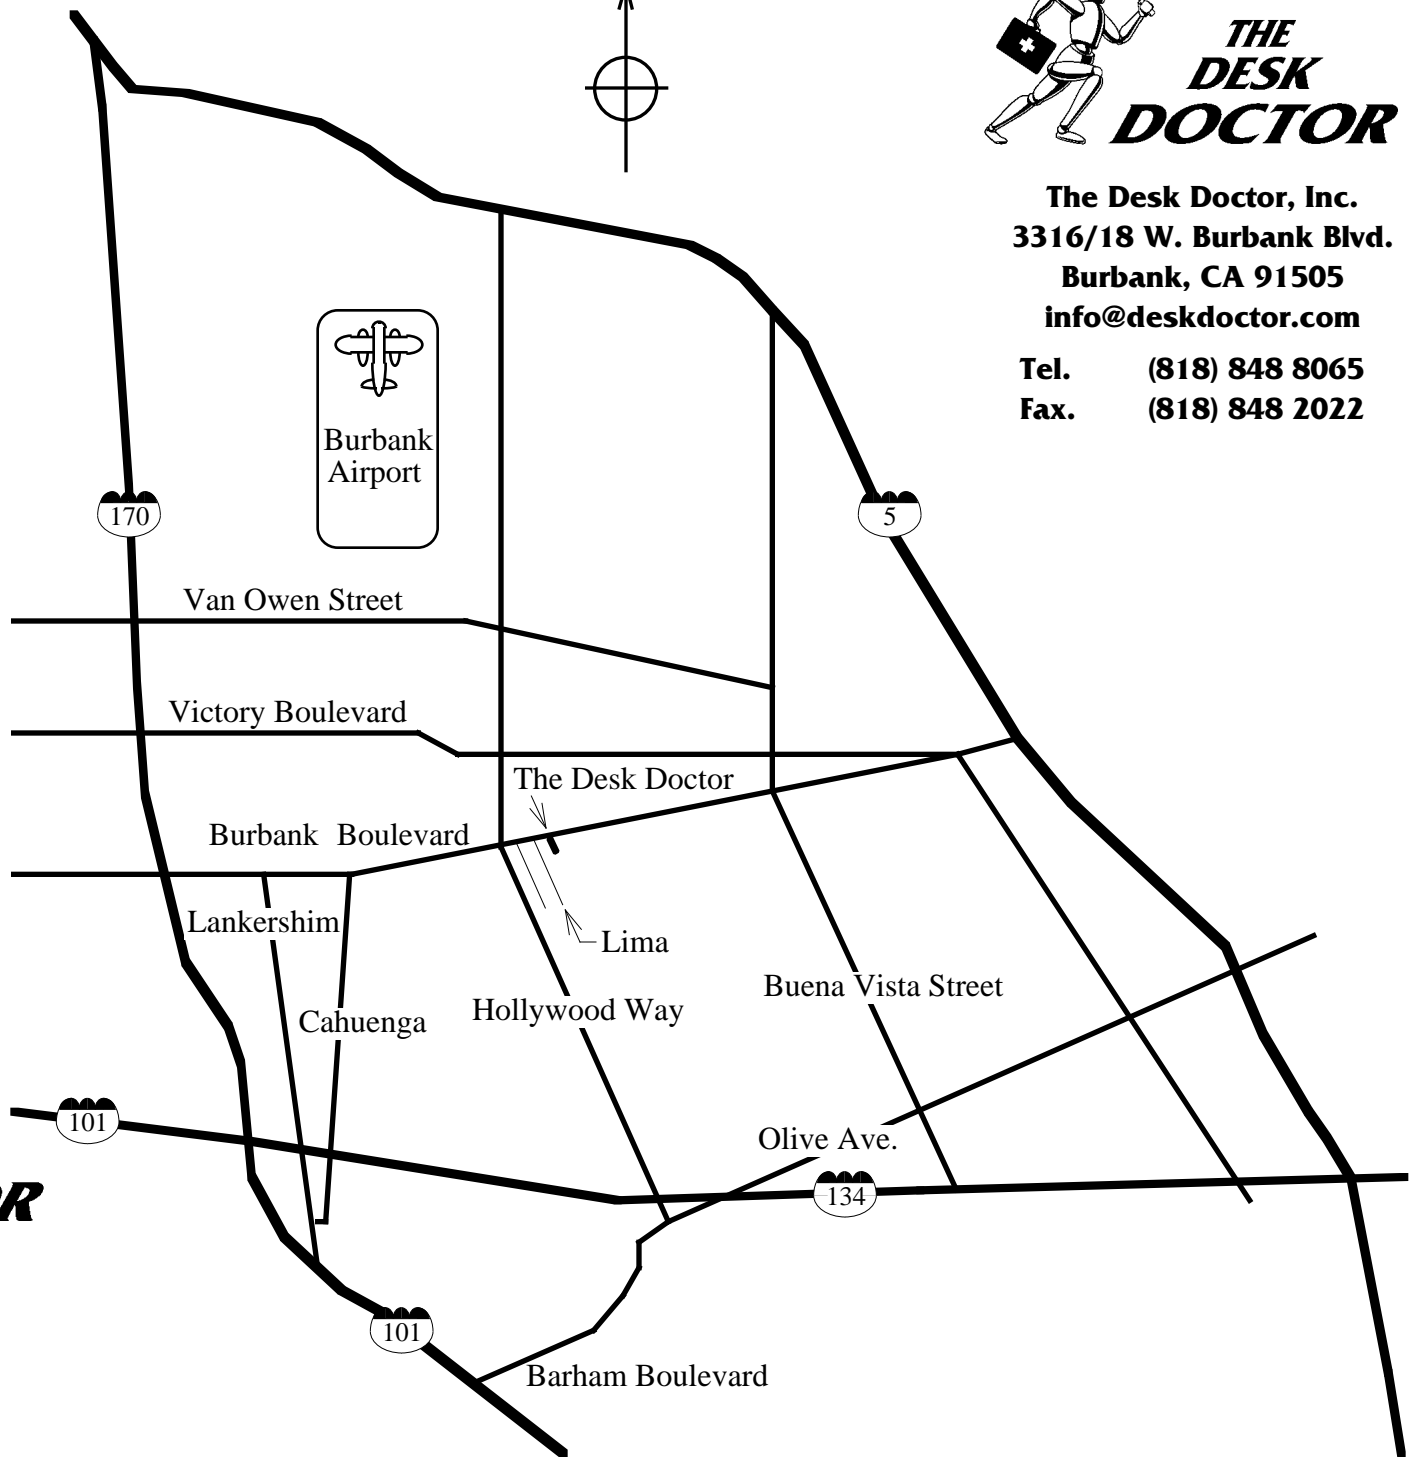 THE
DESK
DOCTOR
The Desk Doctor, Inc.
3316/18 W. Burbank Blvd.
Burbank, CA 91505
info@deskdoctor.com
Tel. (818) 848 8065
Fax. (818) 848 2022
Burbank
Airport
170
5
Van Owen Street
Victory Boulevard
The Desk Doctor
Burbank Boulevard
Lankershim
Lima
Buena Vista Street
Hollywood Way
Cahuenga
101
Olive Ave.
134
OR
101
Barham Boulevard